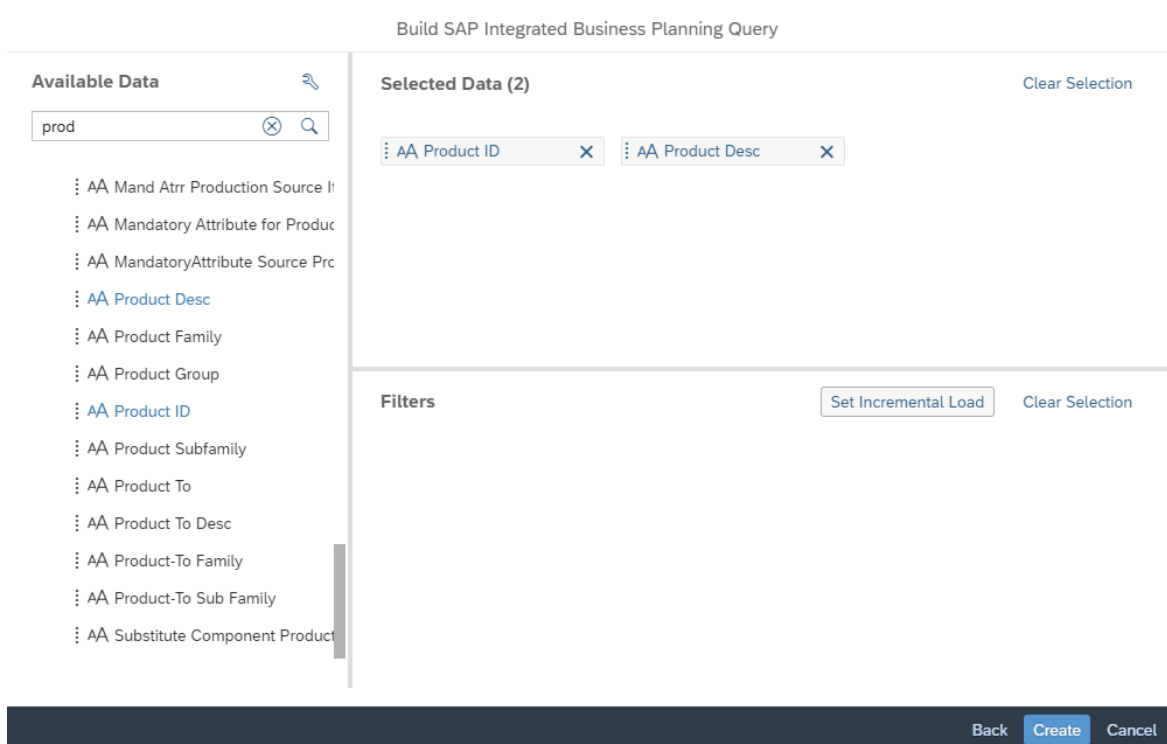 Build SAP Integrated Business Planning Query
Available Data
prod
AA Mand Atrr Production Source
AA Mandatory Attribute for Produc
AA MandatoryAttribute Source Prc
AA Product Desc
AA Product Family
AA Product Group
AA Product ID
AA Product Subfamily
AA Product To
AA Product To Desc
AA Product-To Family
AA Product-To Sub Family
AA Substitute Component Product
Selected Data (2)
Clear Selection
AA Product ID
AA Product Desc
Filters
Set Incremental Load
Clear Selection
Back
Create
Cancel